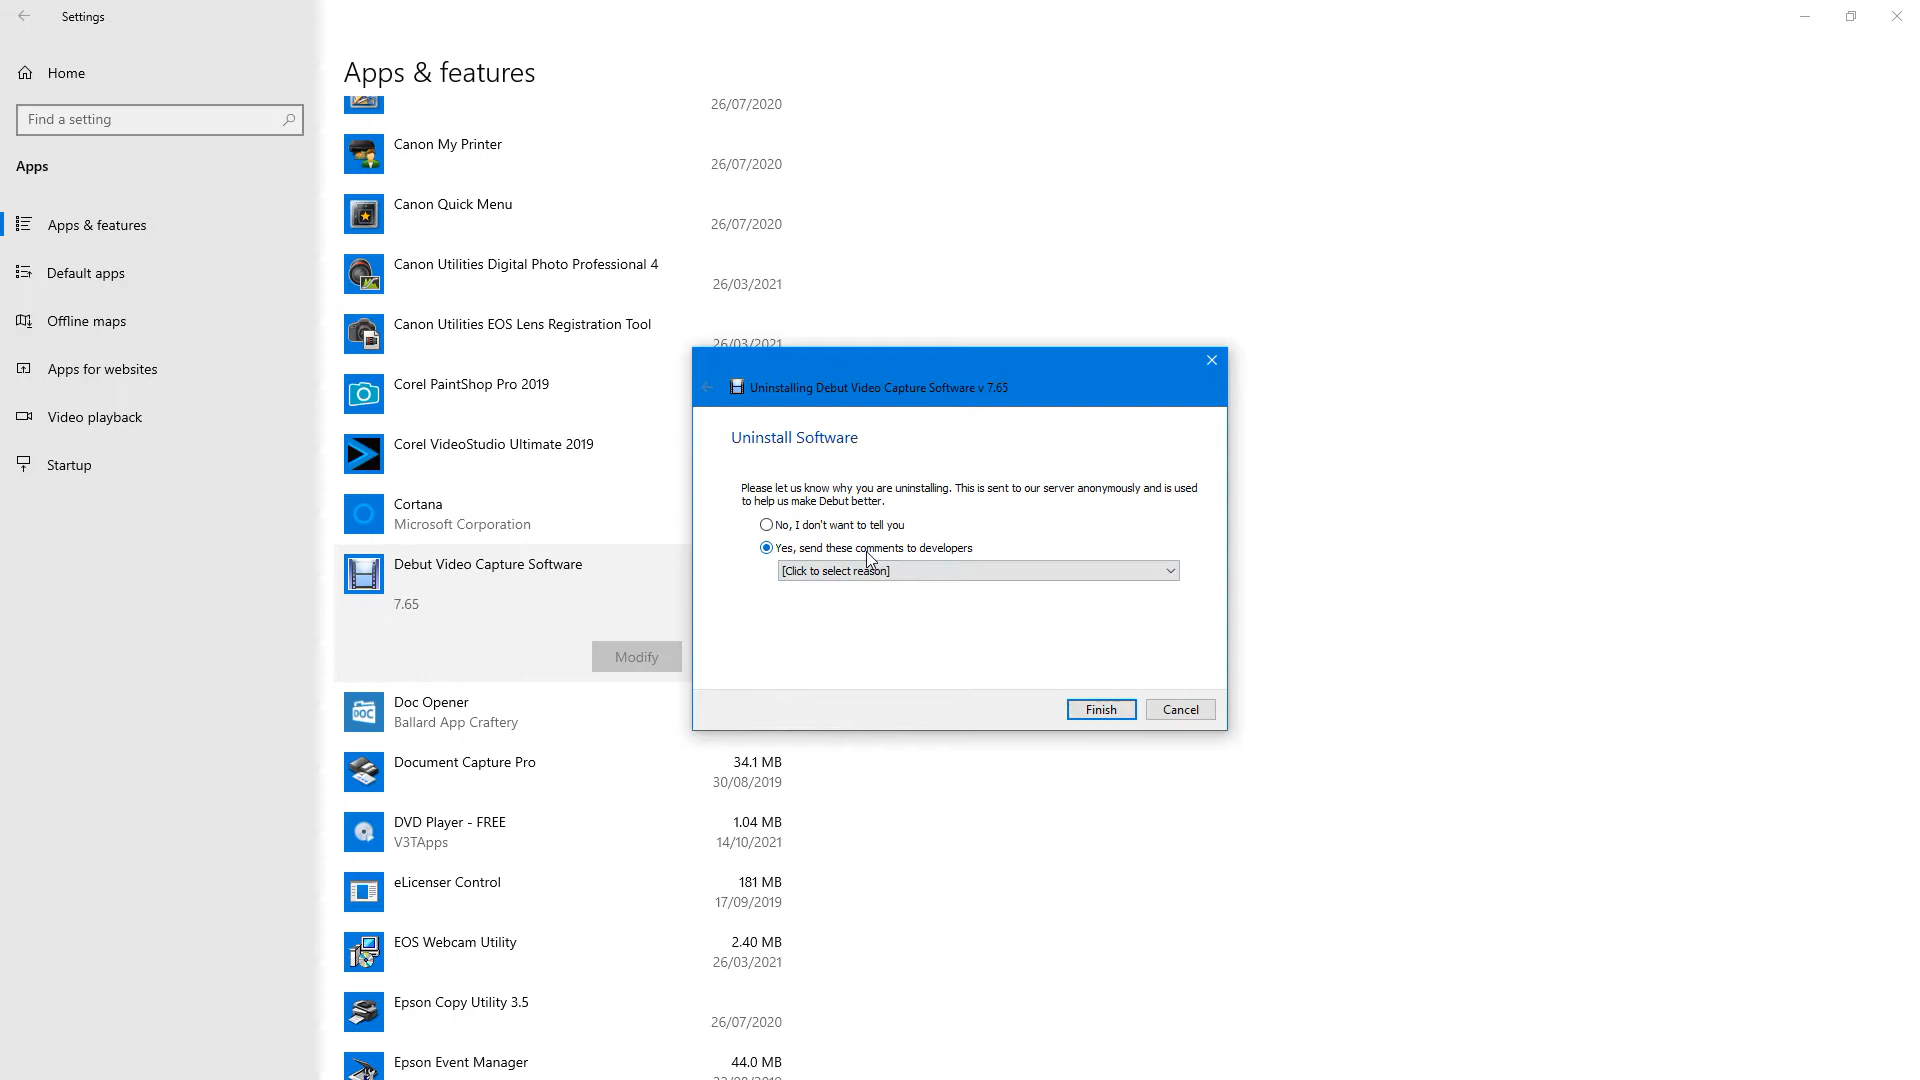 Settings
Home
Find a setting
Apps
Apps & features
Default apps
Offline maps
Apps for websites
Video playback
Startup
Apps & features
26/07/2020
Canon My Printer
26/07/2020
Canon Quick Menu
26/07/2020
Canon Utilities Digital Photo Professional 4
26/03/2021
Canon Utilities EOS Lens Registration Tool
26/03/2021
Corel PaintShop Pro 2019
Corel VideoStudio Ultimate 2019
Cortana
Microsoft Corporation
Debut Video Capture Software
7.65
Modify
Doc Opener
Ballard App Craftery
Document Capture Pro
34.1 MB
30/08/2019
DVD Player - FREE
1.04 MB
V3TApps
14/10/2021
eLicenser Control
181 MB
17/09/2019
EOS Webcam Utility
2.40 MB
26/03/2021
Epson Copy Utility 3.5
26/07/2020
Epson Event Manager
44.0 MB
Uninstalling Debut Video Capture Software v 7.65
Uninstall Software
Please let us know why you are uninstalling. This is sent to our server anonymously and is used
to help us make Debut better.
No, I don't want to tell you
Yes, send these comments to developers
[Click to select reason]
Finish
Cancel
DOC